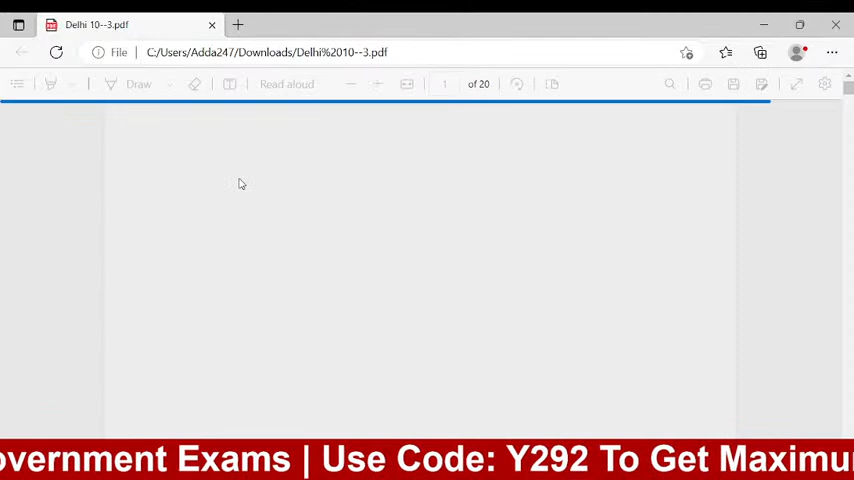 Delhi 10--3.pdf
File C:/Users/Adda247/Downloads/Delhi%2010--3.pdf
Draw Read aloud 1 of 20
overnment Exams | Use Code: Y292 To Get Maximu